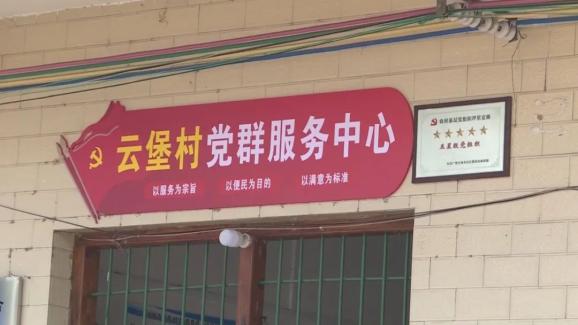 云堡村党群服务中心
以服务为宗旨 以便民为目的 以满意为标准
五星级党组织